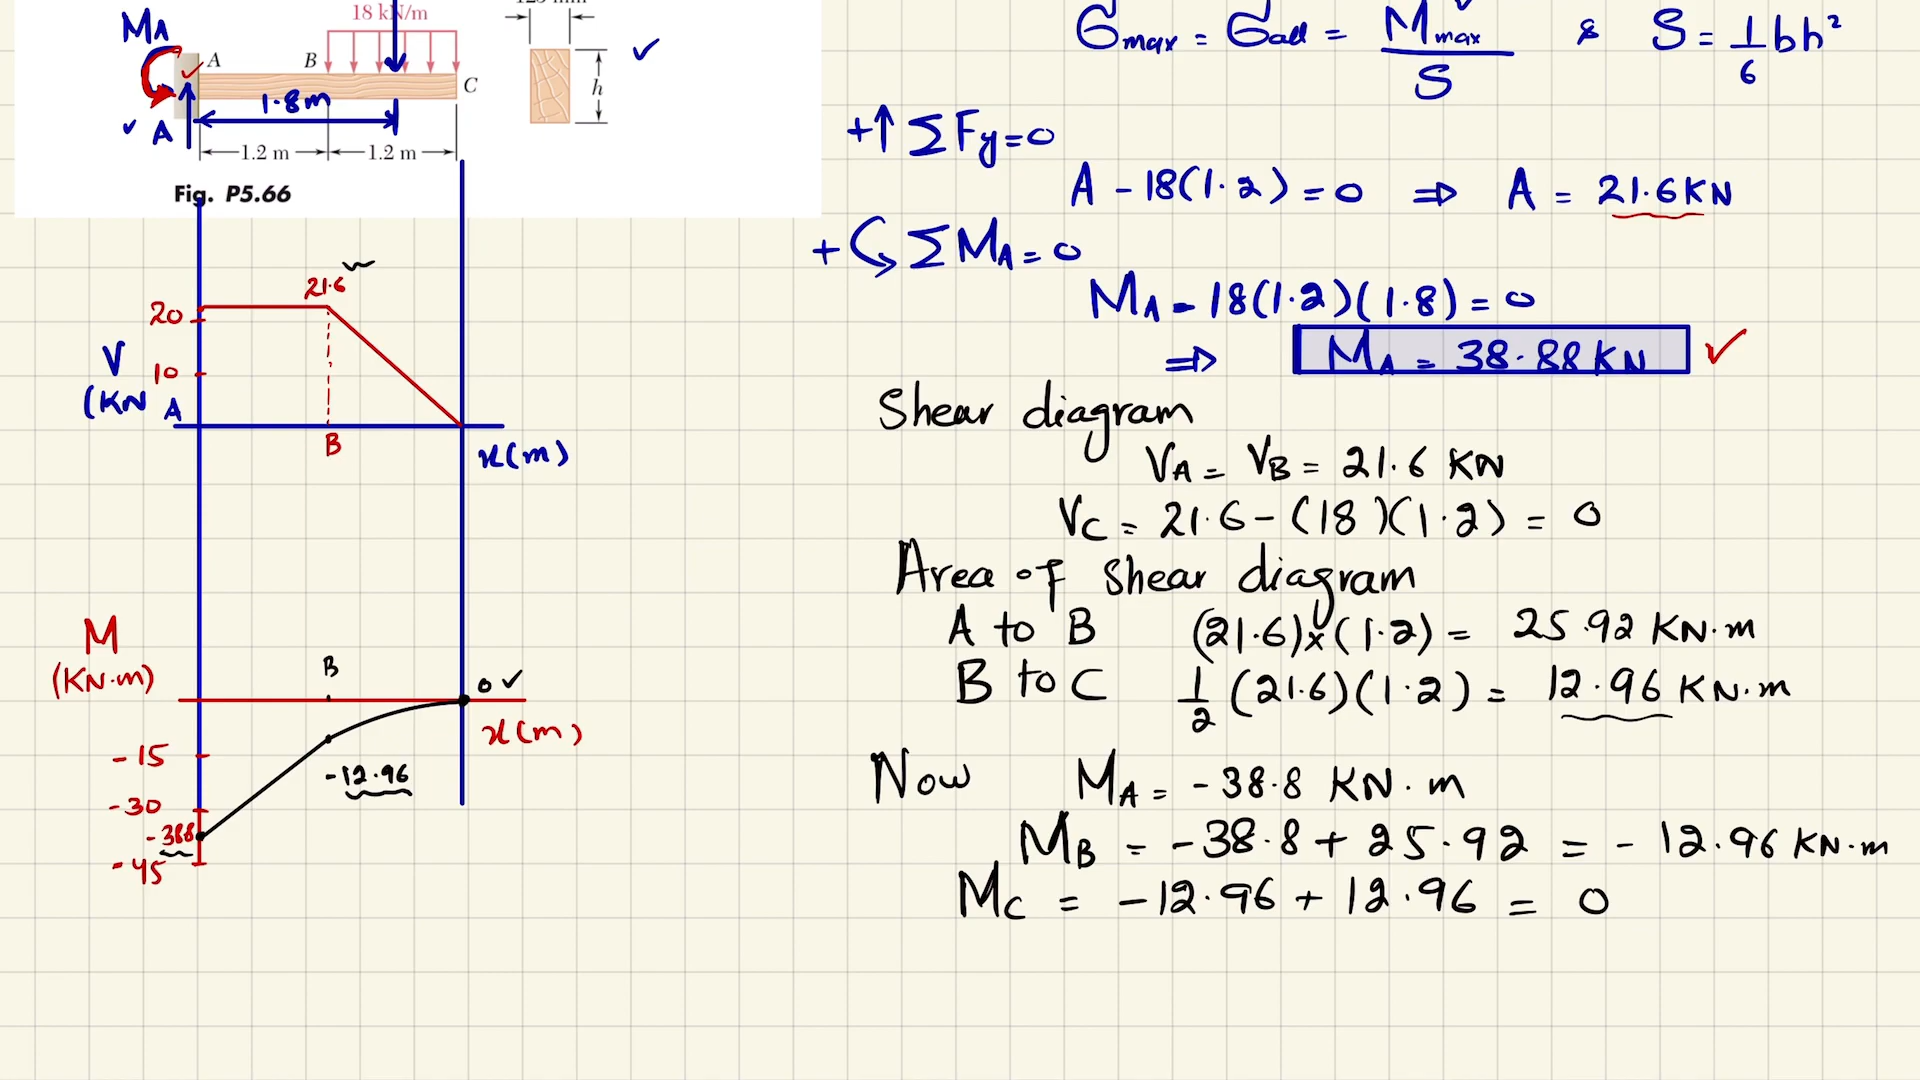 MA
18 kN/m
A
B
C
h
1.8m
A
1.2 m
1.2 m
Fig. P5.66
σmax = σall = Mmax / S & S = 1/6 bh²
+↑ ΣFy=0
A - 18(1.2) = 0 ⇒ A = 21.6KN
+ ΣMA=0
MA - 18(1.2)(1.8) = 0
⇒ MA = 38.88KN
Shear diagram
VA = VB = 21.6 KN
VC = 21.6 - (18)(1.2) = 0
Area of shear diagram
A to B (21.6)x(1.2) = 25.92 KN.m
B to C 1/2 (21.6)(1.2) = 12.96 KN.m
Now MA = -38.8 KN.m
MB = -38.8 + 25.92 = -12.96 KN.m
MC = -12.96 + 12.96 = 0
21.6
20
V
10
(KN
A
B
x(m)
M
(KN.m)
B
0
x(m)
-15
-12.96
-30
-388
-45